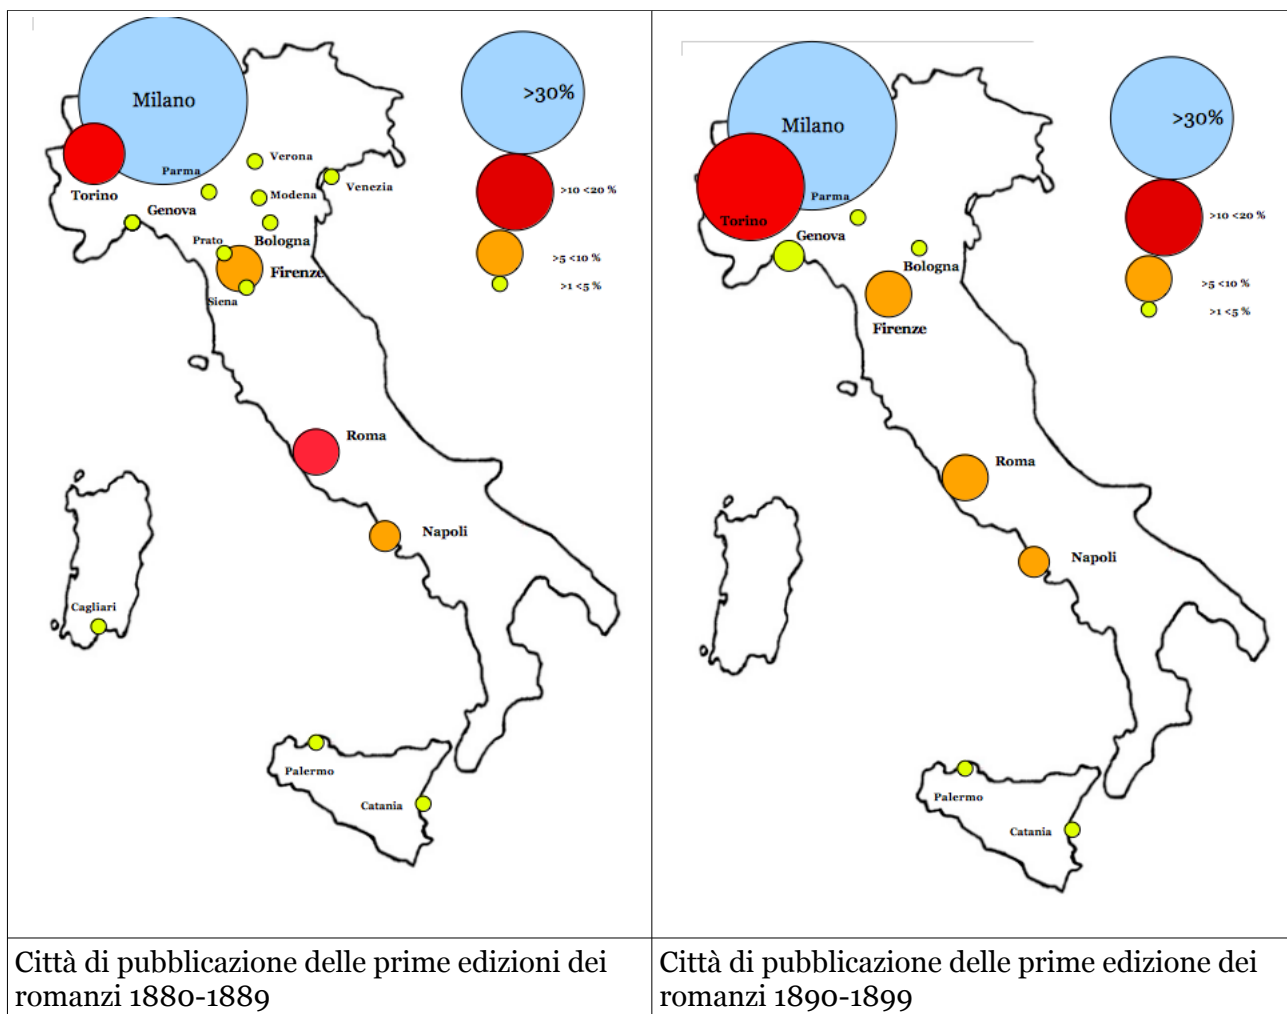 Milano
>30%
Verona
Parma
Venezia
>10 <20 %
Torino
Modena
Genova
Prato
Bologna
>5 <10 %
Firenze
>1 <5 %
Siena
Roma
Napoli
Cagliari
Palermo
Catania
Città di pubblicazione delle prime edizioni dei
romanzi 1880-1889
>30%
Milano
Parma
>10 <20 %
Torino
Genova
Bologna
>5 <10 %
>1 <5 %
Firenze
Roma
Napoli
Palermo
Catania
Città di pubblicazione delle prime edizione dei
romanzi 1890-1899